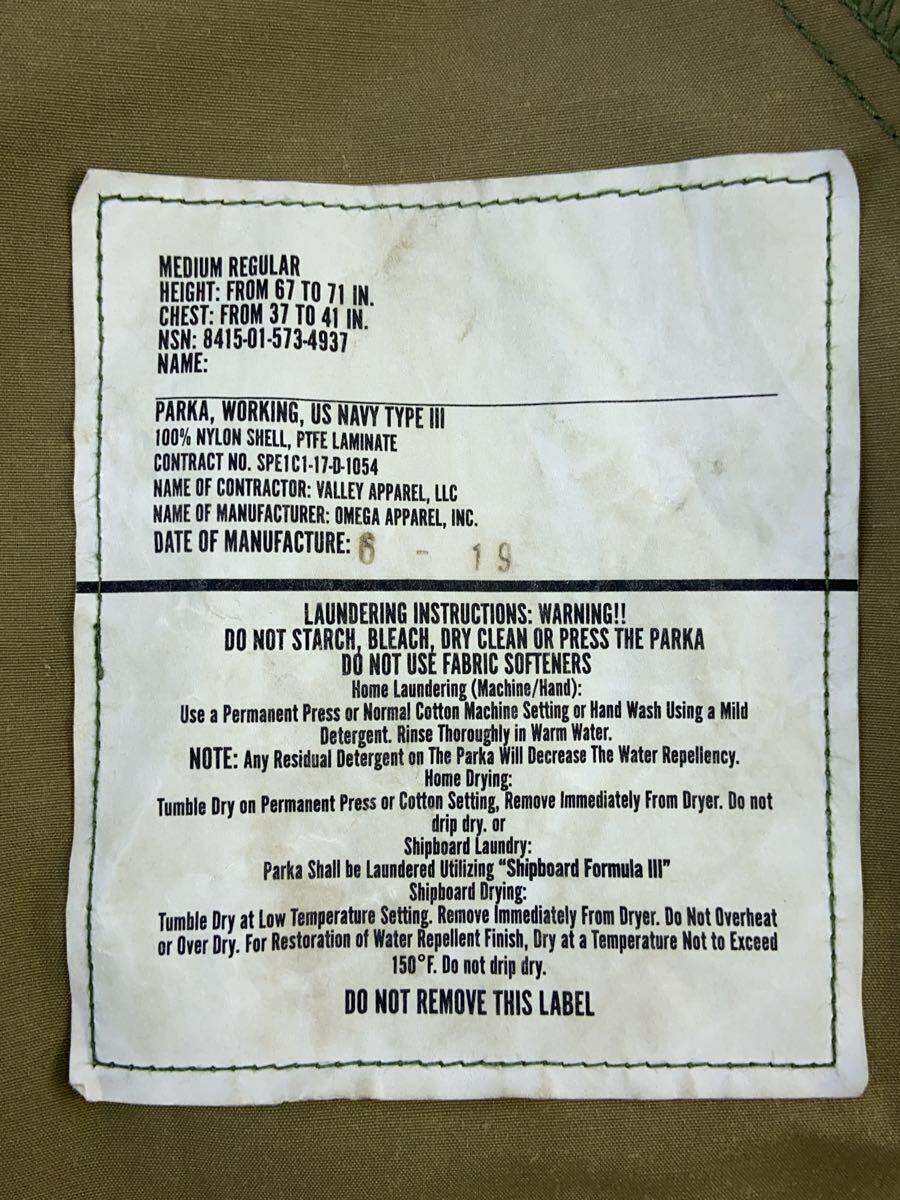 MEDIUM REGULAR
HEIGHT: FROM 67 TO 71 IN.
CHEST: FROM 37 TO 41 IN.
NSN: 8415-01-573-4937
NAME:
PARKA, WORKING, US NAVY TYPE III
100% NYLON SHELL, PTFE LAMINATE
CONTRACT NO. SPE1C1-17-D-1054
NAME OF CONTRACTOR: VALLEY APPAREL, LLC
NAME OF MANUFACTURER: OMEGA APPAREL, INC.
DATE OF MANUFACTURE: 6 - 19
LAUNDERING INSTRUCTIONS: WARNING!!
DO NOT STARCH, BLEACH, DRY CLEAN OR PRESS THE PARKA
DO NOT USE FABRIC SOFTENERS
Home Laundering (Machine/Hand):
Use a Permanent Press or Normal Cotton Machine Setting or Hand Wash Using a Mild
Detergent. Rinse Thoroughly in Warm Water.
NOTE: Any Residual Detergent on The Parka Will Decrease The Water Repellency.
Home Drying:
Tumble Dry on Permanent Press or Cotton Setting, Remove Immediately From Dryer. Do not
drip dry. or
Shipboard Laundry:
Parka Shall be Laundered Utilizing "Shipboard Formula III"
Shipboard Drying:
Tumble Dry at Low Temperature Setting. Remove Immediately From Dryer. Do Not Overheat
or Over Dry. For Restoration of Water Repellent Finish, Dry at a Temperature Not to Exceed
150°F. Do not drip dry.
DO NOT REMOVE THIS LABEL